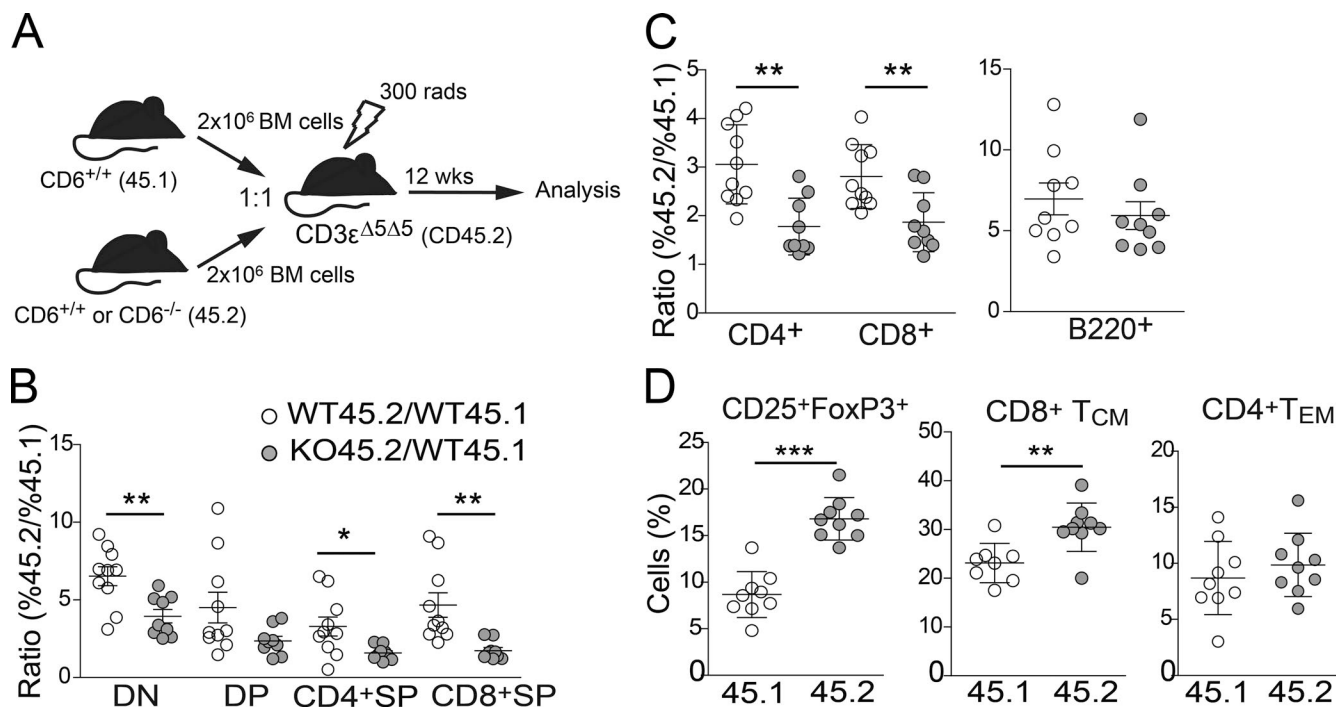 A
CD6+/+ (45.1)
2x10⁶ BM cells
300 rads
1:1
CD3εΔ5Δ5 (CD45.2)
12 wks
Analysis
2x10⁶ BM cells
CD6+/+ or CD6-/- (45.2)
B
WT45.2/WT45.1
KO45.2/WT45.1
Ratio (%45.2/%45.1)
15
10
5
0
**
*
**
DN DP CD4+SP CD8+SP
C
Ratio (%45.2/%45.1)
5
4
3
2
1
0
** **
CD4+ CD8+
15
10
5
0
B220+
D
CD25+FoxP3+
Cells (%)
25
20
15
10
5
0
***
45.1 45.2
CD8+ TCM
50
40
30
20
10
0
**
45.1 45.2
CD4+TEM
20
15
10
5
0
45.1 45.2